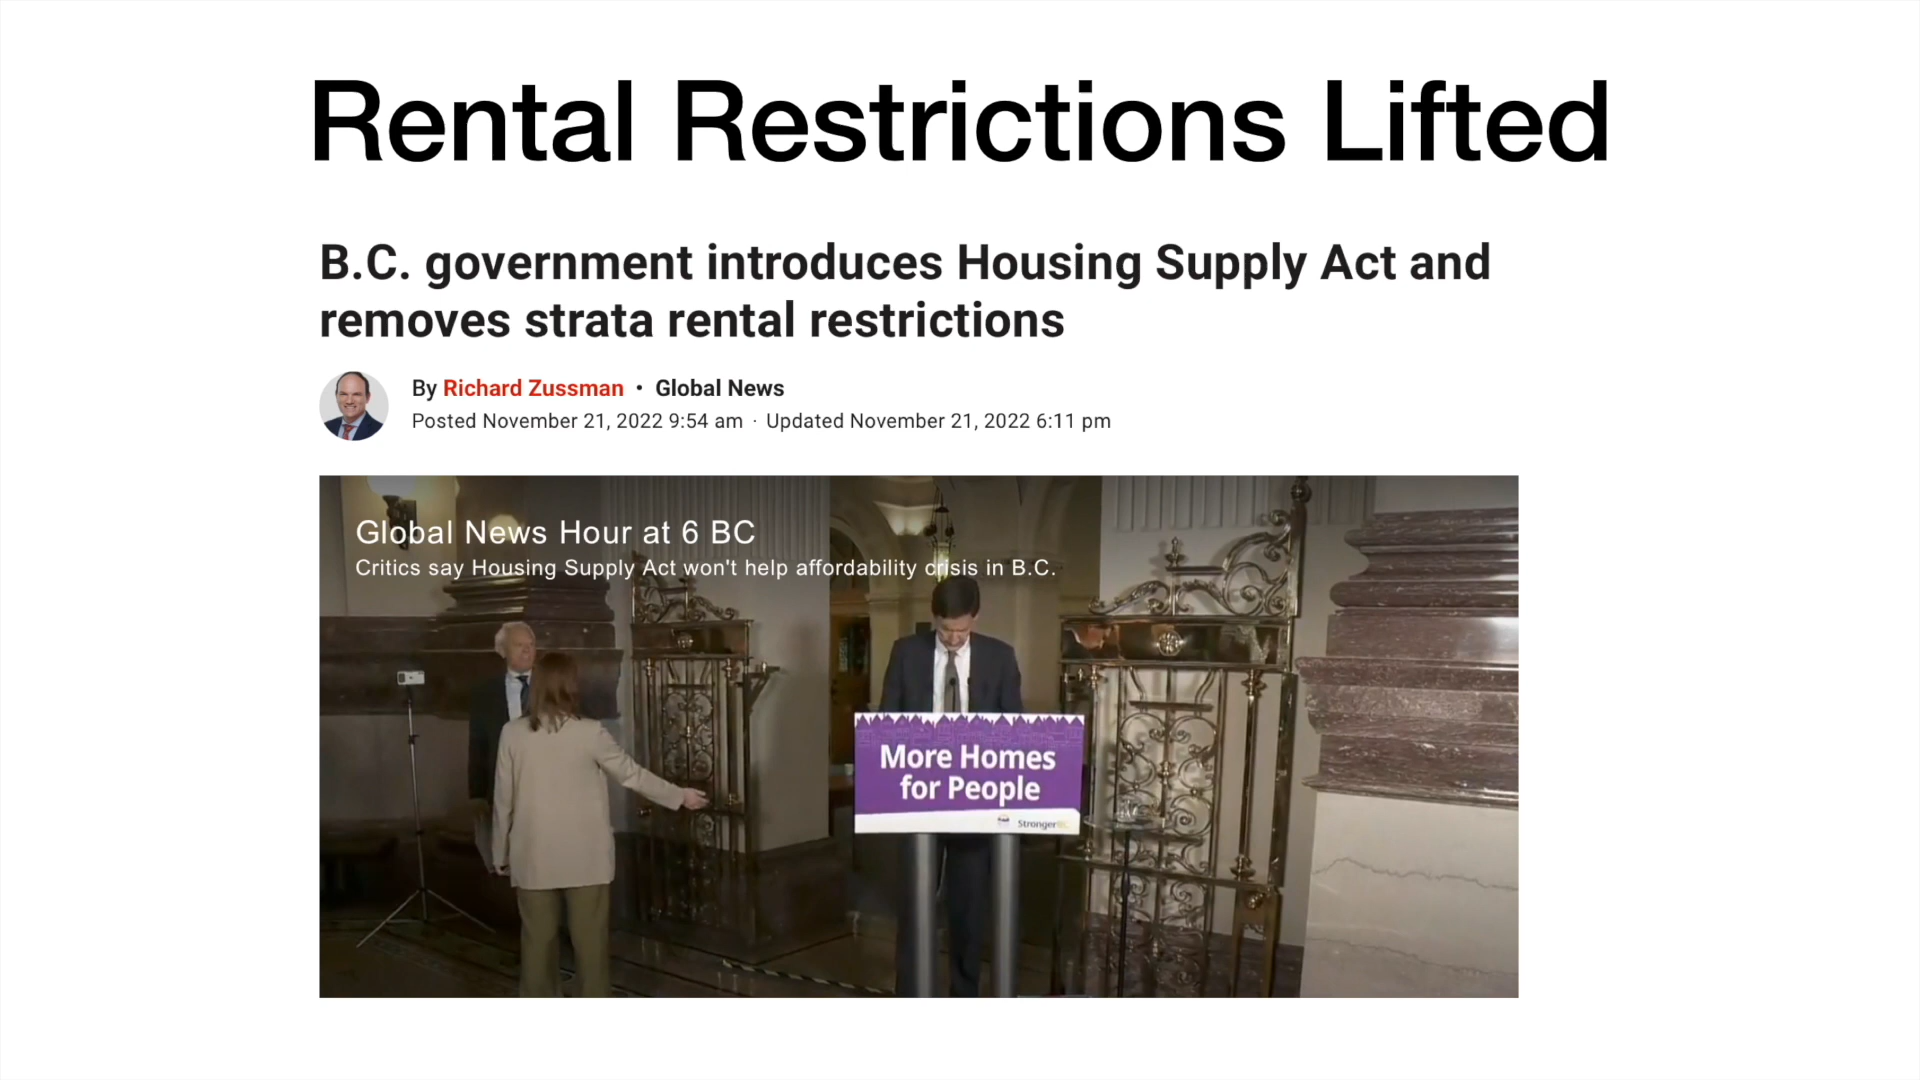 Rental Restrictions Lifted
B.C. government introduces Housing Supply Act and
removes strata rental restrictions
By Richard Zussman • Global News
Posted November 21, 2022 9:54 am · Updated November 21, 2022 6:11 pm
Global News Hour at 6 BC
Critics say Housing Supply Act won't help affordability crisis in B.C.
More Homes
for People
StrongerBC